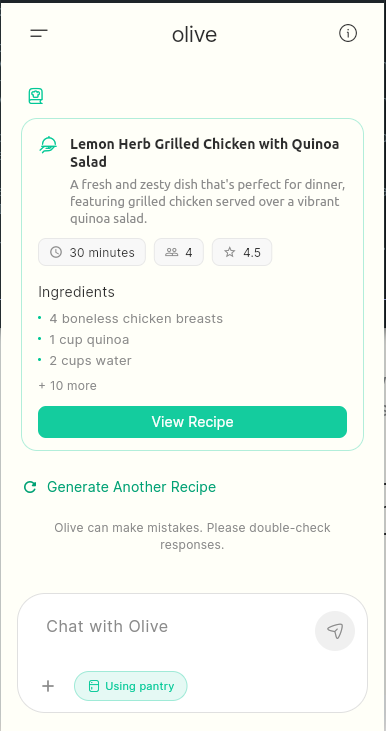 olive
Lemon Herb Grilled Chicken with Quinoa
Salad
A fresh and zesty dish that's perfect for dinner,
featuring grilled chicken served over a vibrant
quinoa salad.
30 minutes
4
4.5
Ingredients
• 4 boneless chicken breasts
• 1 cup quinoa
• 2 cups water
+ 10 more
View Recipe
Generate Another Recipe
Olive can make mistakes. Please double-check
responses.
Chat with Olive
Using pantry